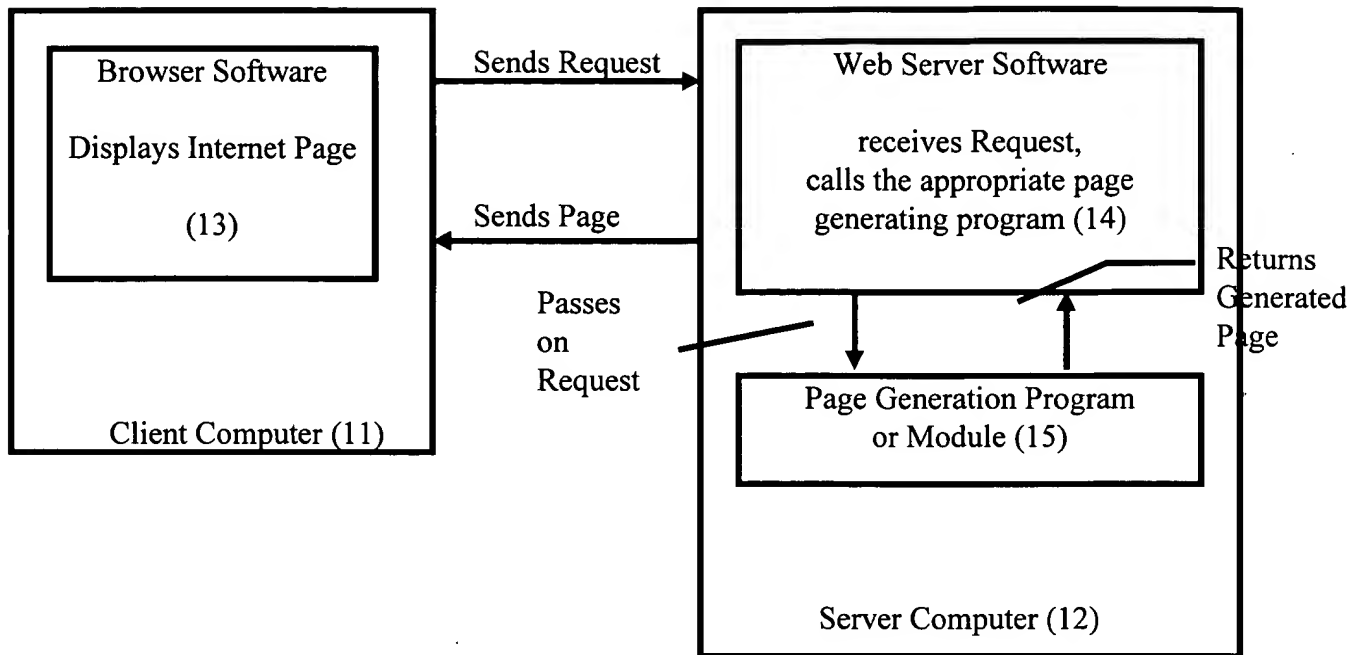 Browser Software
Displays Internet Page
(13)
Client Computer (11)
Sends Request
Sends Page
Web Server Software
receives Request,
calls the appropriate page
generating program (14)
Passes
on
Request
Returns
Generated
Page
Page Generation Program
or Module (15)
Server Computer (12)